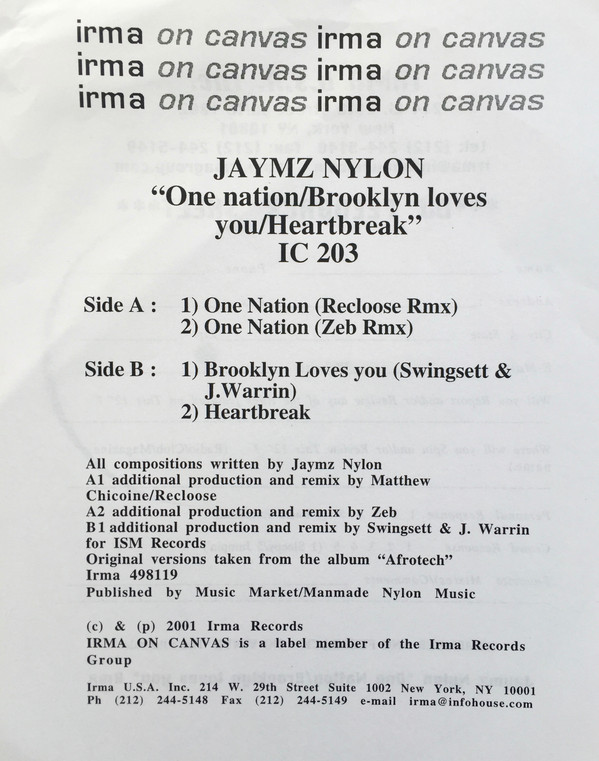 irma on canvas irma on canvas
irma on canvas irma on canvas
irma on canvas irma on canvas
JAYMZ NYLON
“One nation/Brooklyn loves
you/Heartbreak”
IC 203
Side A : 1) One Nation (Recloose Rmx)
2) One Nation (Zeb Rmx)
Side B : 1) Brooklyn Loves you (Swingsett &
J.Warrin)
2) Heartbreak
All compositions written by Jaymz Nylon
A1 additional production and remix by Matthew
Chicoine/Recloose
A2 additional production and remix by Zeb
B1 additional production and remix by Swingsett & J. Warrin
for ISM Records
Original versions taken from the album “Afrotech”
Irma 498119
Published by Music Market/Manmade Nylon Music
(c) & (p) 2001 Irma Records
IRMA ON CANVAS is a label member of the Irma Records
Group
Irma U.S.A. Inc. 214 W. 29th Street Suite 1002 New York, NY 10001
Ph (212) 244-5148 Fax (212) 244-5149 e-mail irma@infohouse.com